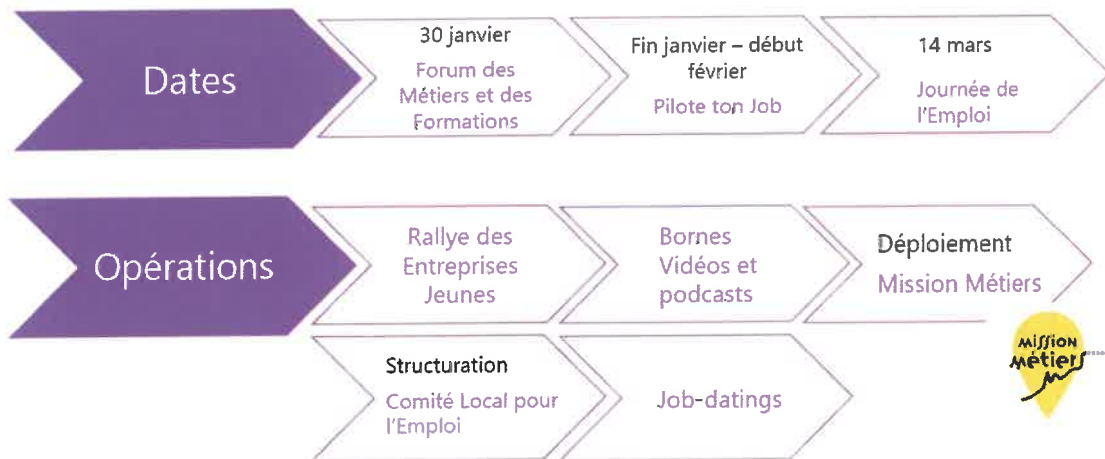 Dates
30 janvier
Forum des
Métiers et des
Formations
Fin janvier – début
février
Pilote ton Job
14 mars
Journée de
l'Emploi
Opérations
Rallye des
Entreprises
Jeunes
Bornes
Vidéos et
podcasts
Déploiement
Mission Métiers
Structuration
Comité Local pour
l'Emploi
Job-datings
Mission
Métiers